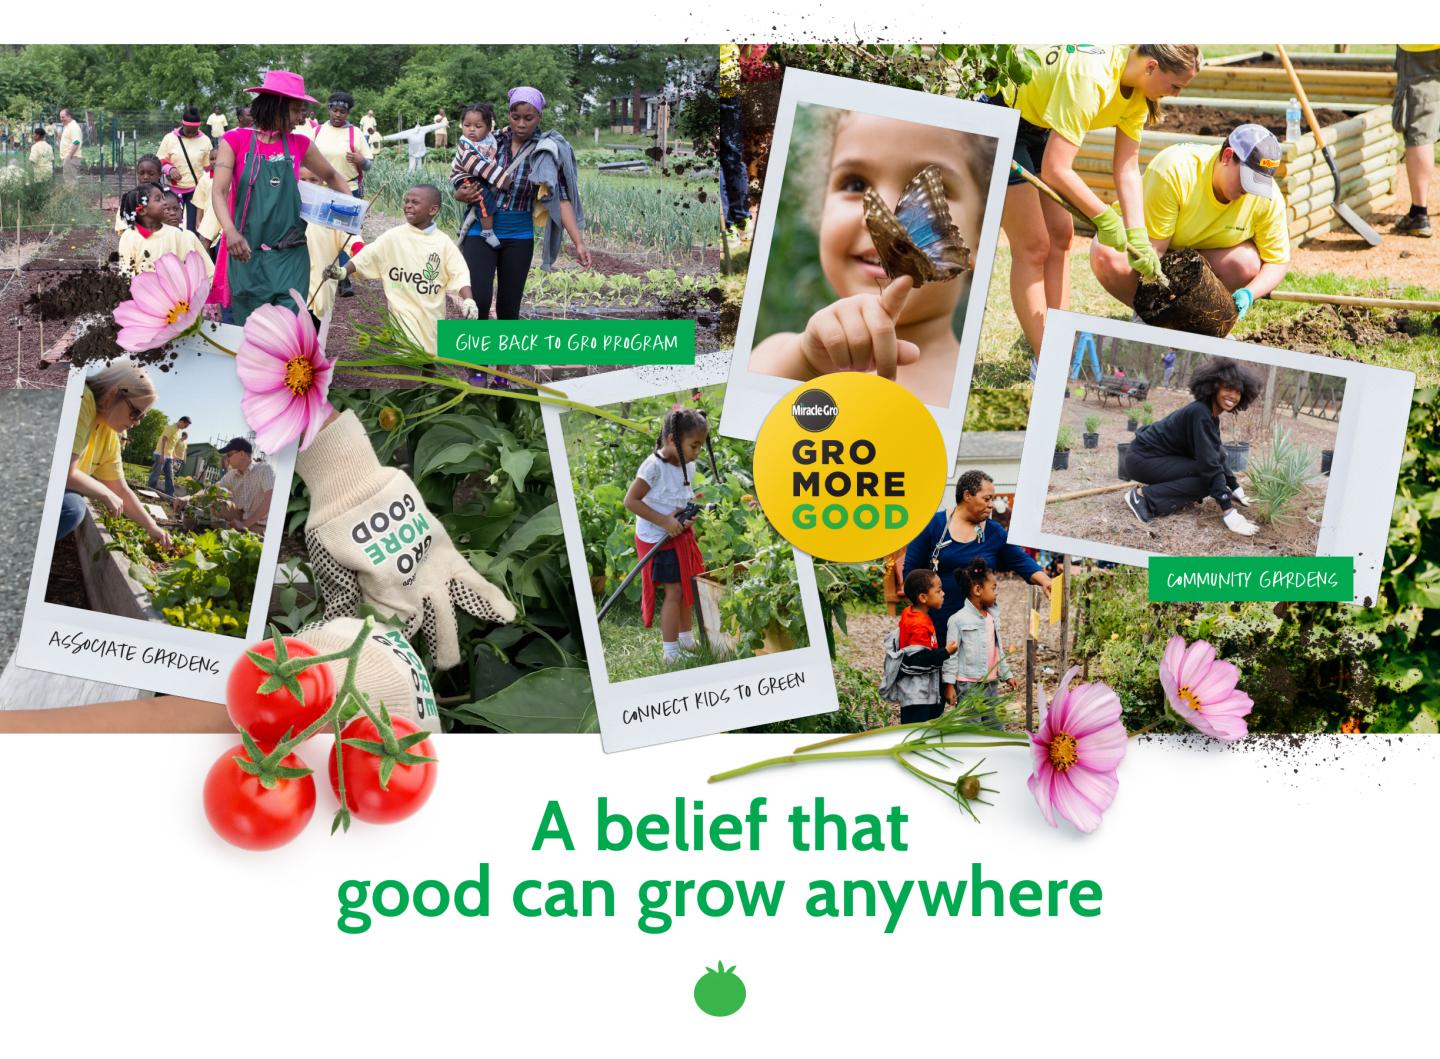 Give
Gro
GIVE BACK TO GRO PROGRAM
Miracle-Gro
GRO
MORE
GOOD
GRO
MORE
GOOD
COMMUNITY GARDENS
ASSOCIATE GARDENS
CONNECT KIDS TO GREEN
MORE
A belief that
good can grow anywhere